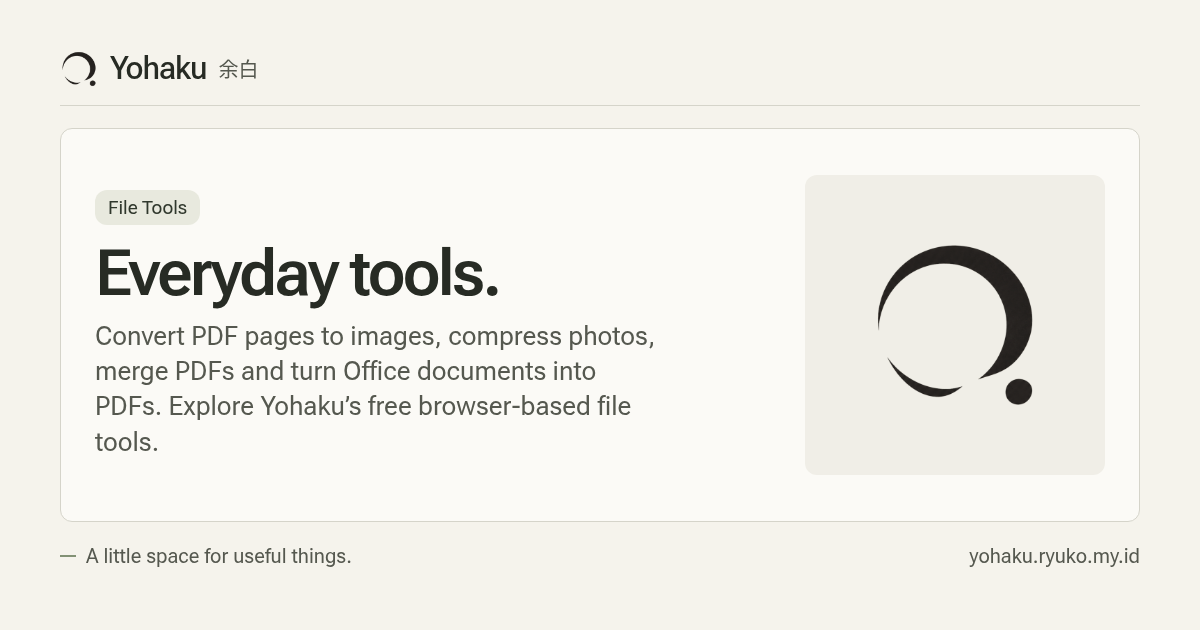 Yohaku 余白
File Tools
Everyday tools.
Convert PDF pages to images, compress photos,
merge PDFs and turn Office documents into
PDFs. Explore Yohaku’s free browser-based file
tools.
— A little space for useful things.
yohaku.ryuko.my.id